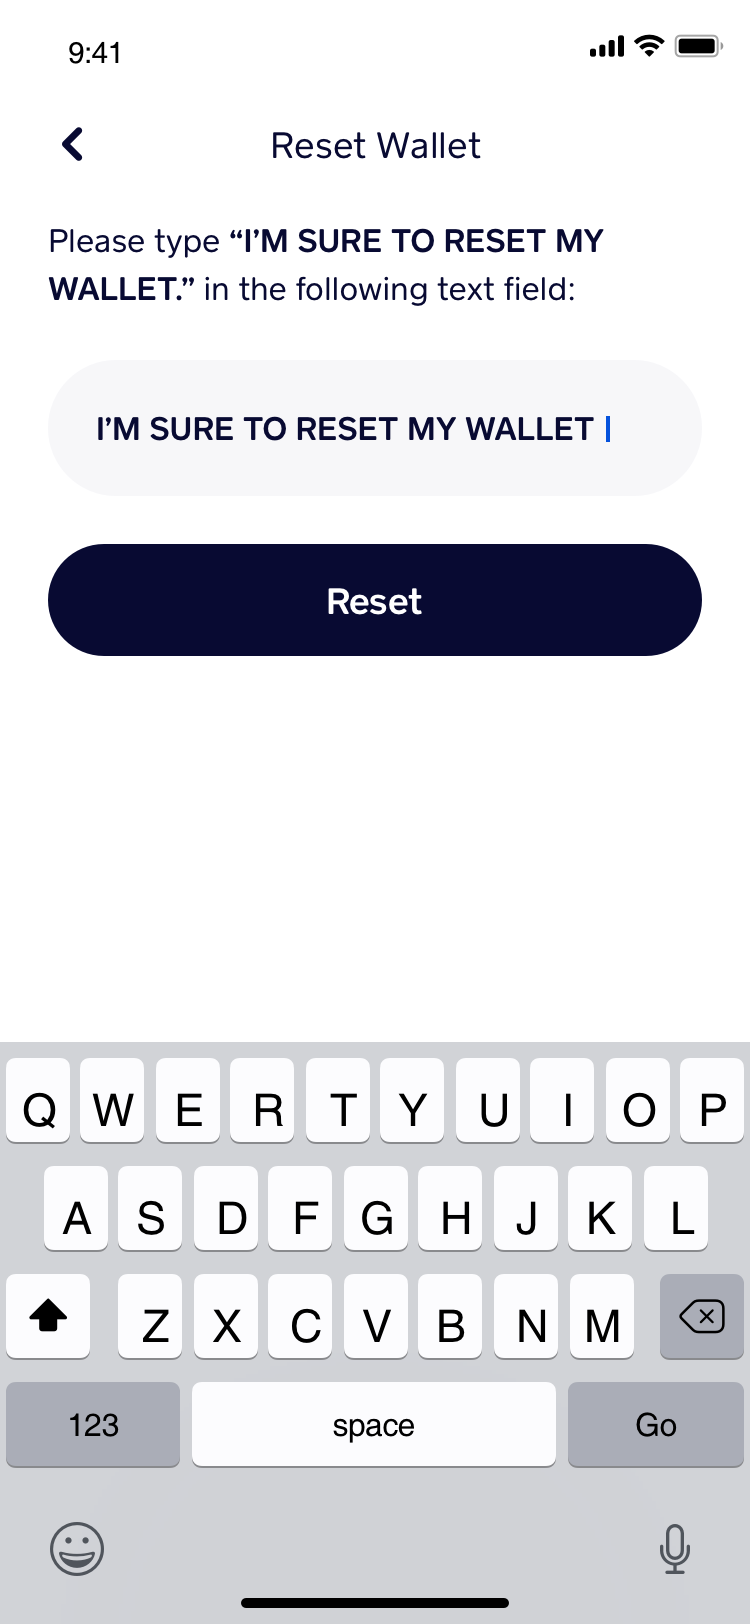 9:41
Reset Wallet
Please type “I’M SURE TO RESET MY
WALLET.” in the following text field:
I’M SURE TO RESET MY WALLET
Reset
Q W E R T Y U I O P
A S D F G H J K L
Z X C V B N M
123 space Go